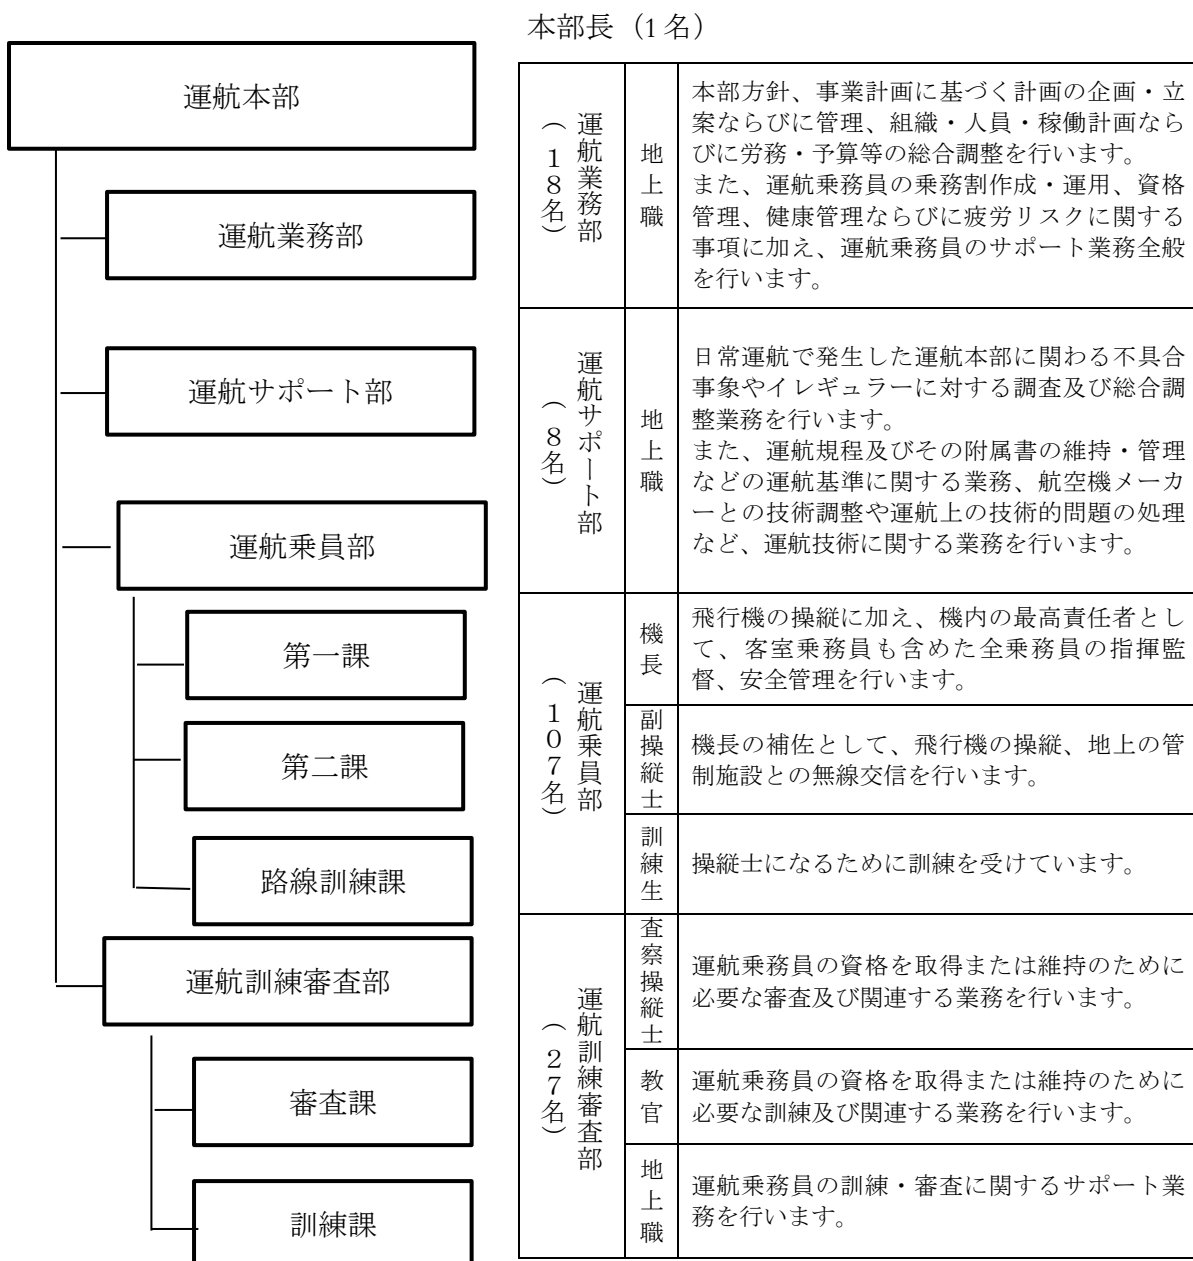 本部長（1名）
運航本部
運航業務部
運航サポート部
運航乗員部
第一課
第二課
路線訓練課
運航訓練審査部
審査課
訓練課
運航業務部
（18名）
地上職
本部方針、事業計画に基づく計画の企画・立
案ならびに管理、組織・人員・稼働計画なら
びに労務・予算等の総合調整を行います。
また、運航乗務員の乗務割作成・運用、資格
管理、健康管理ならびに疲労リスクに関する
事項に加え、運航乗務員のサポート業務全般
を行います。
運航サポート部
（8名）
地上職
日常運航で発生した運航本部に関わる不具合
事象やイレギュラーに対する調査及び総合調
整業務を行います。
また、運航規程及びその附属書の維持・管理
などの運航基準に関する業務、航空機メーカ
ーとの技術調整や運航上の技術的問題の処理
など、運航技術に関する業務を行います。
運航乗員部
（107名）
機長
飛行機の操縦に加え、機内の最高責任者とし
て、客室乗務員も含めた全乗務員の指揮監
督、安全管理を行います。
副操縦士
機長の補佐として、飛行機の操縦、地上の管
制施設との無線交信を行います。
訓練生
操縦士になるために訓練を受けています。
運航訓練審査部
（27名）
査察操縦士
運航乗務員の資格を取得または維持のために
必要な審査及び関連する業務を行います。
教官
運航乗務員の資格を取得または維持のために
必要な訓練及び関連する業務を行います。
地上職
運航乗務員の訓練・審査に関するサポート業
務を行います。